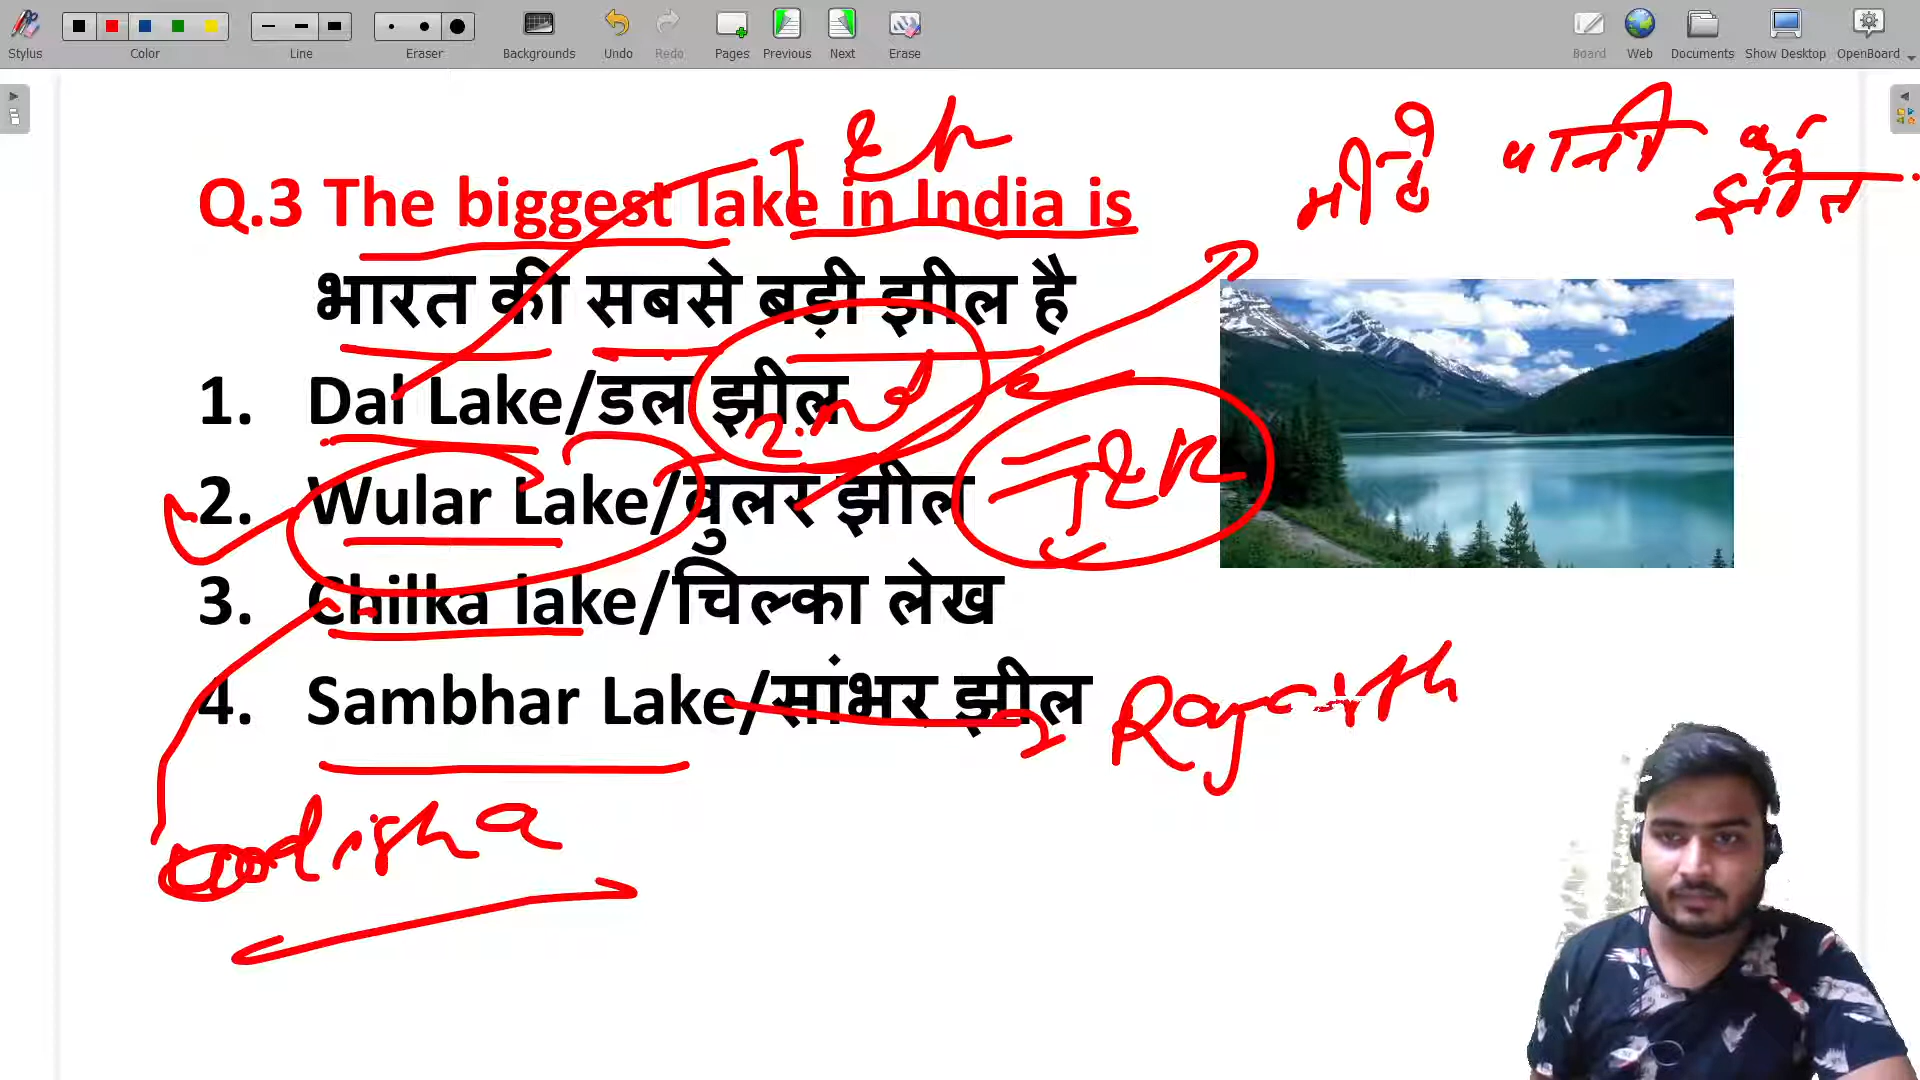 Stylus Color Line Eraser Backgrounds Undo Redo Pages Previous Next Erase Board Web Documents Show Desktop OpenBoard
J&K
मीठे पानी की
झील
Q.3 The biggest lake in India is
भारत की सबसे बड़ी झील है
1. Dal Lake/डल झील
2nd
2. Wular Lake/वुलर झील
J&K
3. Chilka lake/चिल्का लेख
4. Sambhar Lake/सांभर झील
odisha